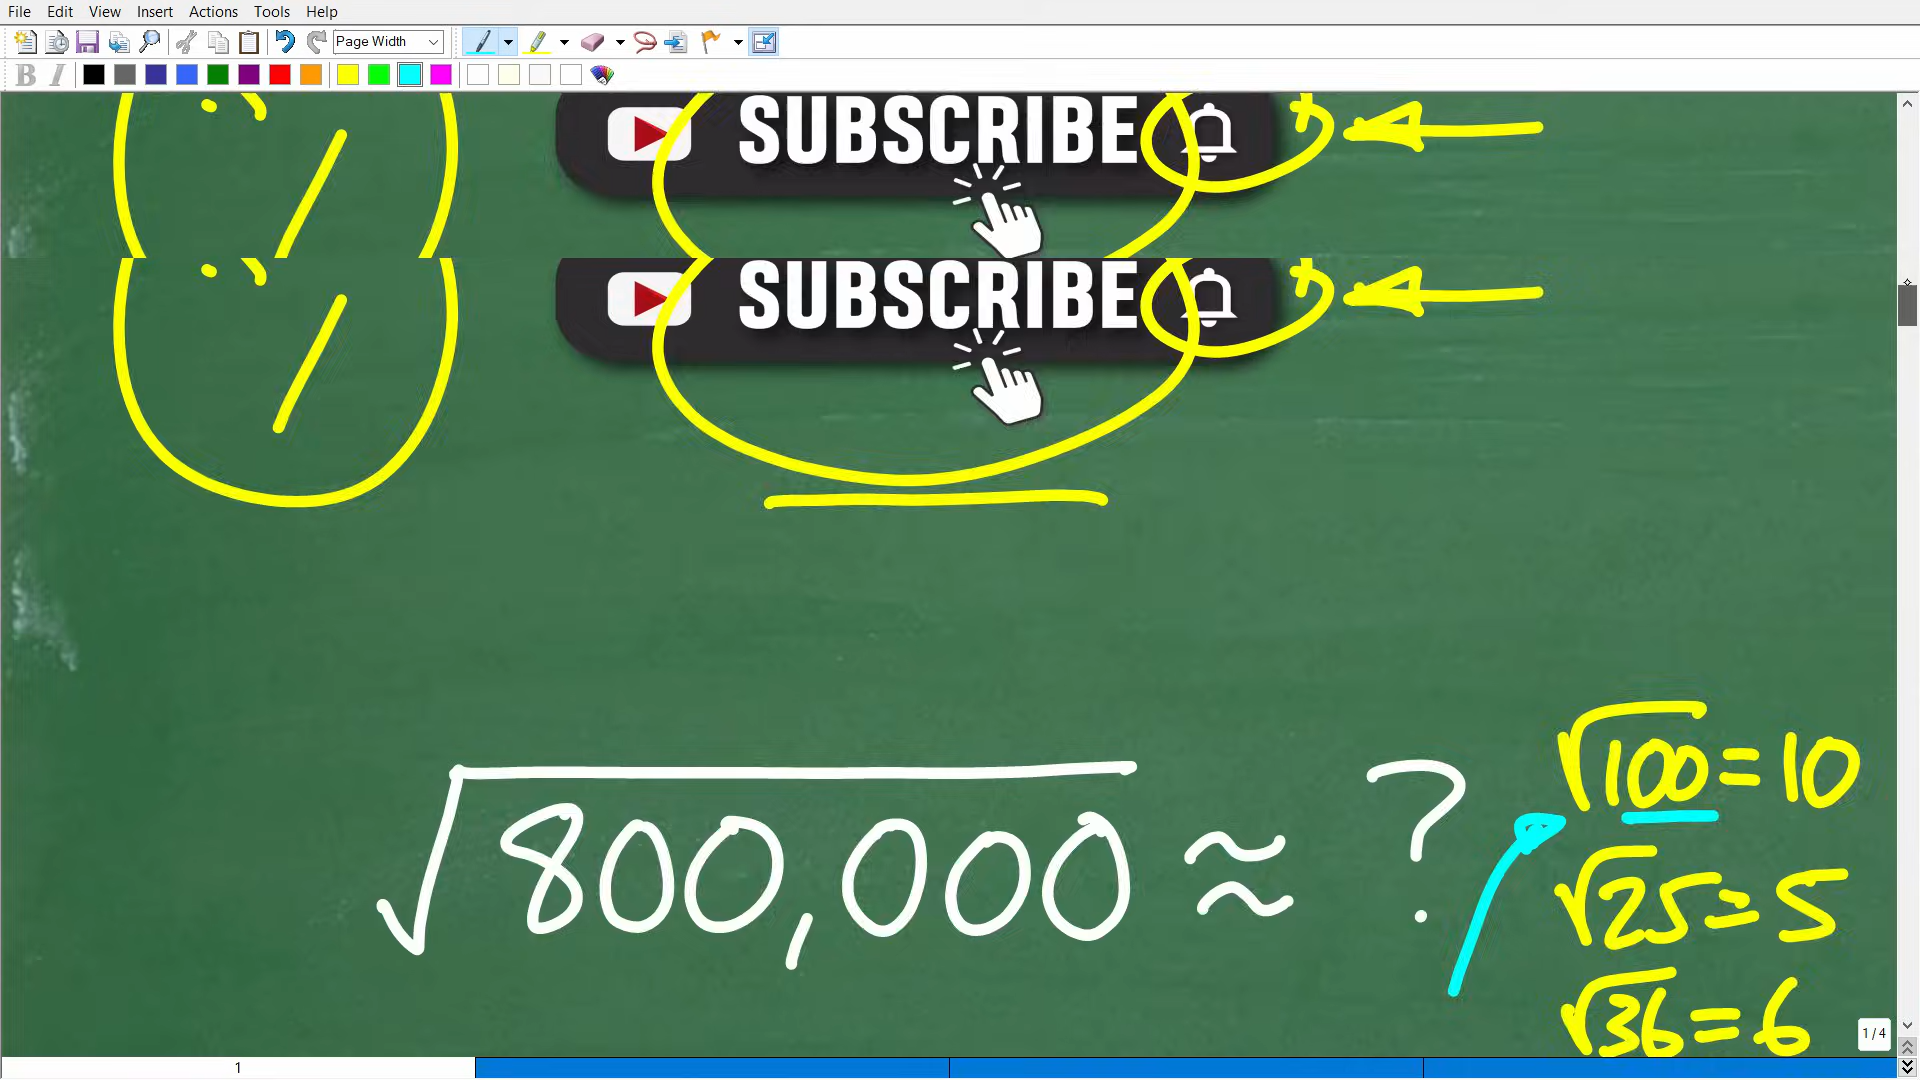 File Edit View Insert Actions Tools Help
Page Width
B I
SUBSCRIBE
SUBSCRIBE
√100 = 10
√800,000 ≈ ?
√25 = 5
√36 = 6
1 / 4
1